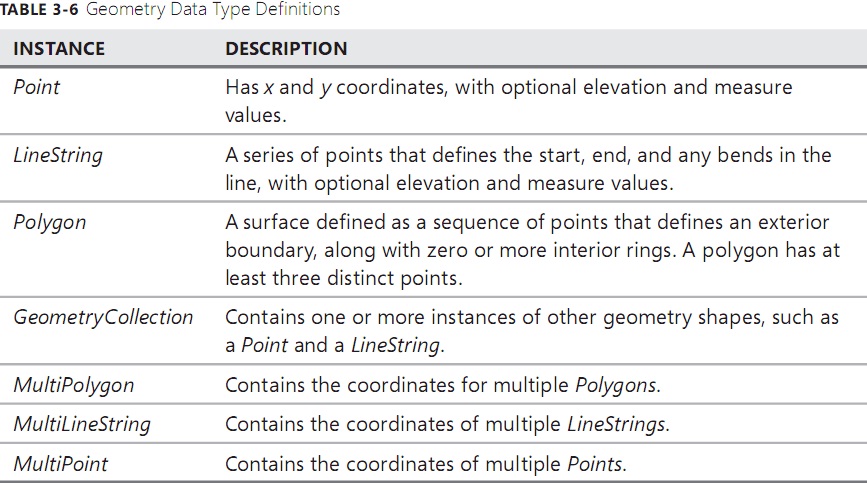 TABLE 3-6 Geometry Data Type Definitions
INSTANCE DESCRIPTION
Point Has x and y coordinates, with optional elevation and measure
values.
LineString A series of points that defines the start, end, and any bends in the
line, with optional elevation and measure values.
Polygon A surface defined as a sequence of points that defines an exterior
boundary, along with zero or more interior rings. A polygon has at
least three distinct points.
GeometryCollection Contains one or more instances of other geometry shapes, such as
a Point and a LineString.
MultiPolygon Contains the coordinates for multiple Polygons.
MultiLineString Contains the coordinates of multiple LineStrings.
MultiPoint Contains the coordinates of multiple Points.